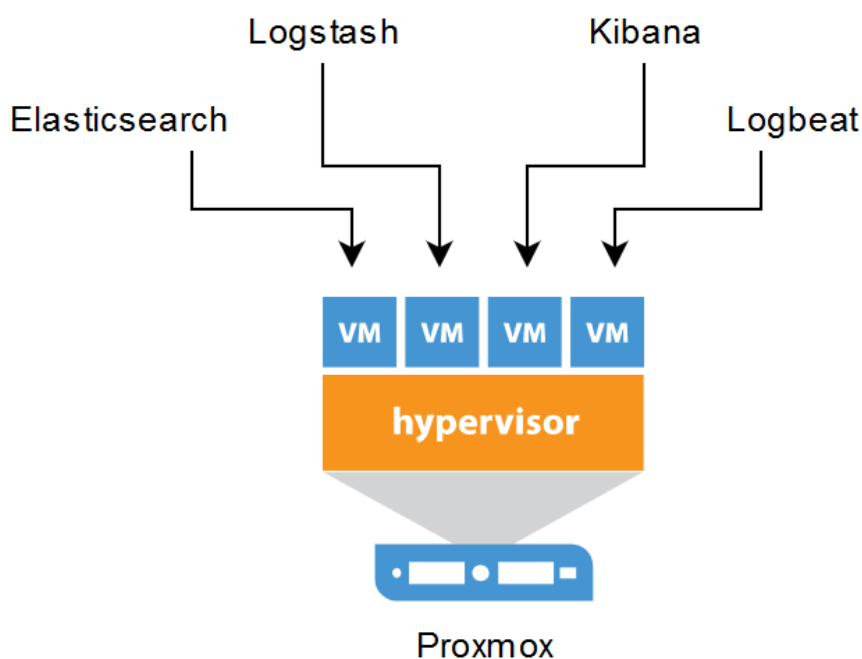 Logstash
Kibana
Elasticsearch
Logbeat
VM VM VM VM
hypervisor
Proxmox